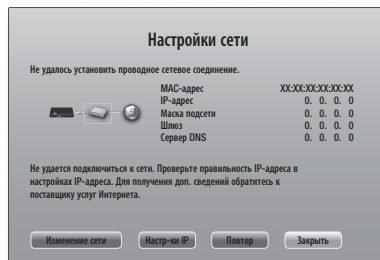 Настройки сети
Не удалось установить проводное сетевое соединение.
MAC-адрес XX:XX:XX:XX:XX:XX
IP-адрес 0. 0. 0. 0
Маска подсети 0. 0. 0. 0
Шлюз 0. 0. 0. 0
Сервер DNS 0. 0. 0. 0
Не удается подключиться к сети. Проверьте правильность IP-адреса в
настройках IP-адреса. Для получения доп. сведений обратитесь к
поставщику услуг Интернета.
Изменение сети Настр-ки IP Повтор Закрыть